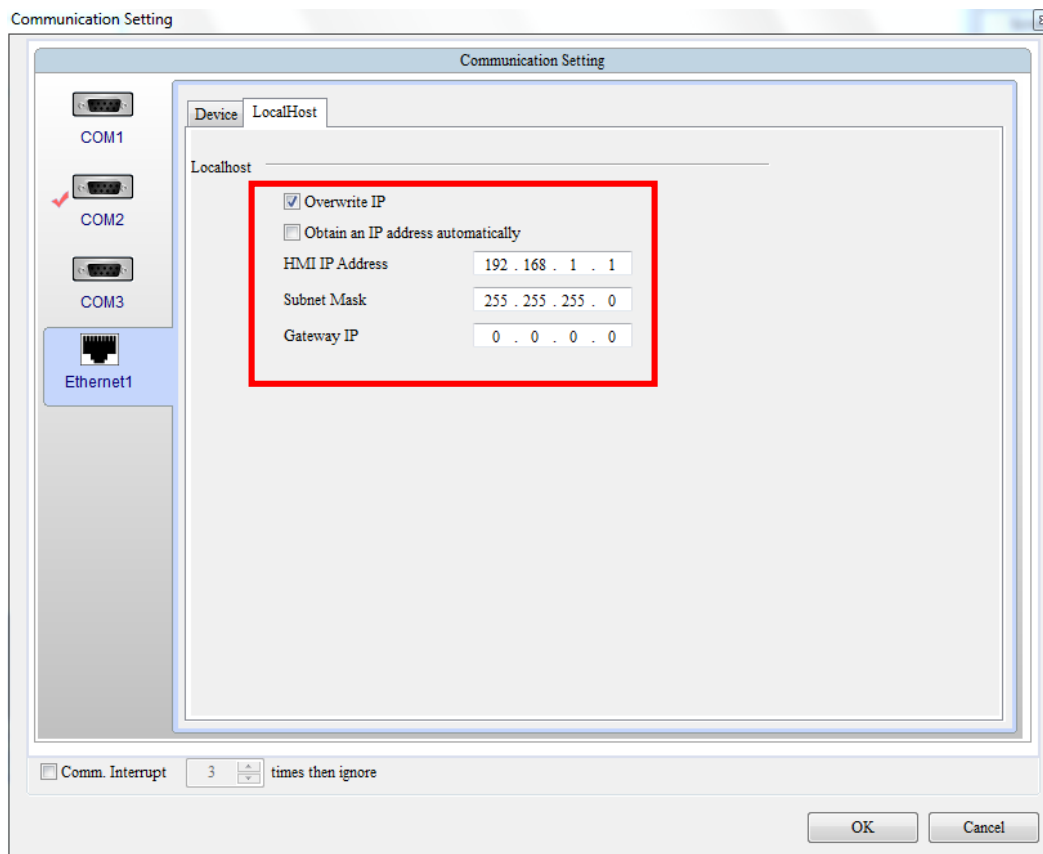 Communication Setting
Communication Setting
COM1
COM2
COM3
Ethernet1
Device LocalHost
Localhost
Overwrite IP
Obtain an IP address automatically
HMI IP Address 192 . 168 . 1 . 1
Subnet Mask 255 . 255 . 255 . 0
Gateway IP 0 . 0 . 0 . 0
Comm. Interrupt 3 times then ignore
OK Cancel